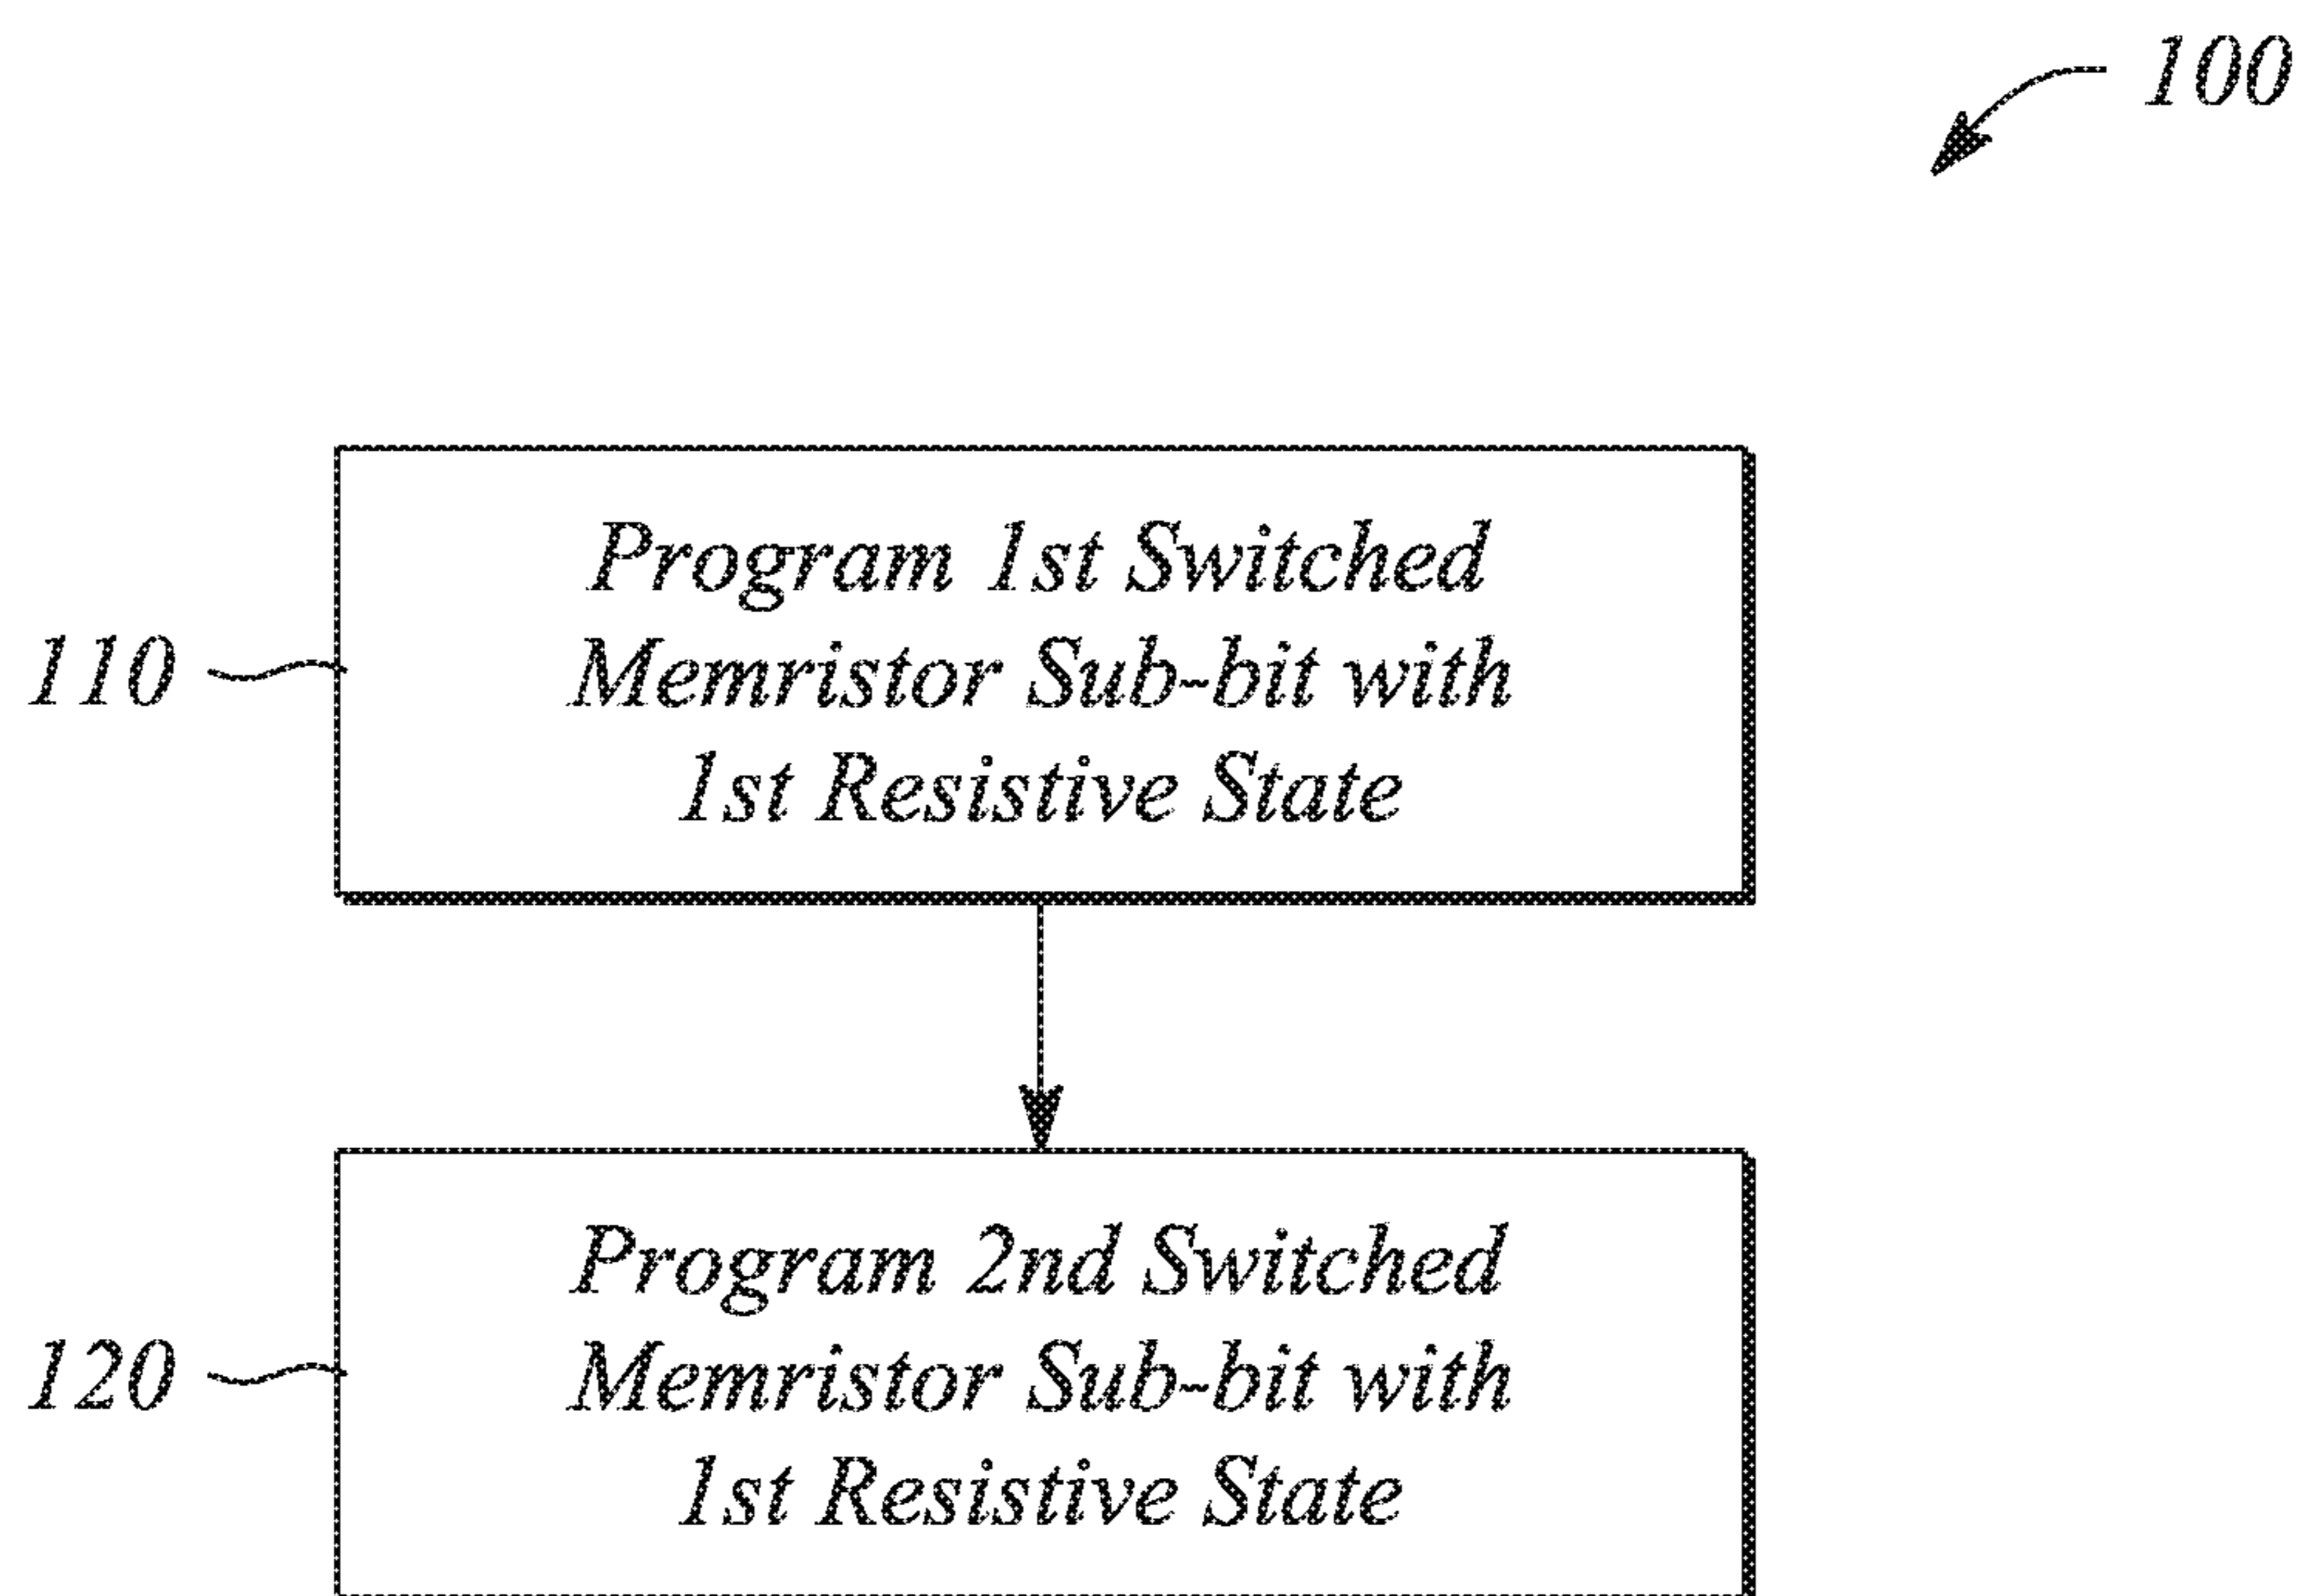 100
Program 1st Switched
110
Memristor Sub-bit with
1st Resistive State
Program 2nd Switched
120
Memristor Sub-bit with
1st Resistive State